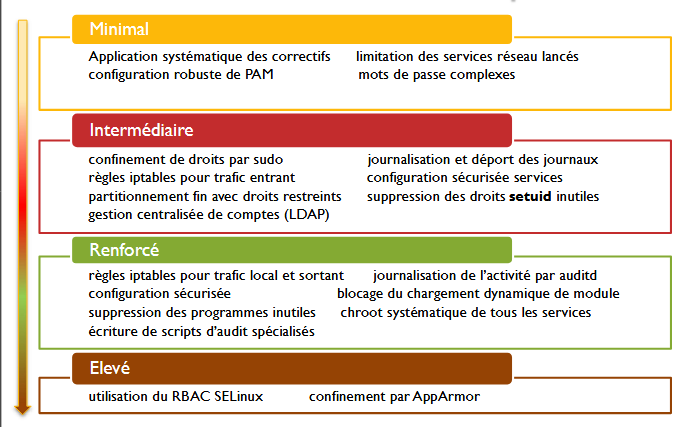 Minimal
Application systématique des correctifs limitation des services réseau lancés
configuration robuste de PAM mots de passe complexes
Intermédiaire
confinement de droits par sudo journalisation et déport des journaux
règles iptables pour trafic entrant configuration sécurisée services
partitionnement fin avec droits restreints suppression des droits setuid inutiles
gestion centralisée de comptes (LDAP)
Renforcé
règles iptables pour trafic local et sortant journalisation de l'activité par auditd
configuration sécurisée blocage du chargement dynamique de module
suppression des programmes inutiles chroot systématique de tous les services
écriture de scripts d'audit spécialisés
Elevé
utilisation du RBAC SELinux confinement par AppArmor